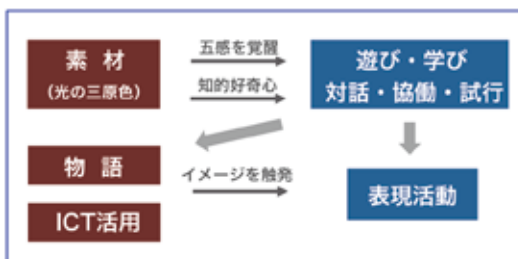 素材
(光の三原色)
五感を覚醒
知的好奇心
遊び・学び
対話・協働・試行
物語
ICT活用
イメージを触発
表現活動